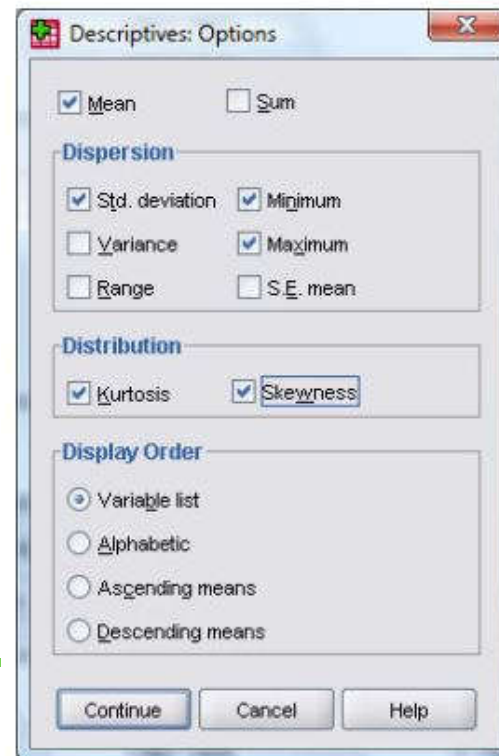 Descriptives: Options
Mean Sum
Dispersion
Std. deviation Minimum
Variance Maximum
Range S.E. mean
Distribution
Kurtosis Skewness
Display Order
Variable list
Alphabetic
Ascending means
Descending means
Continue Cancel Help